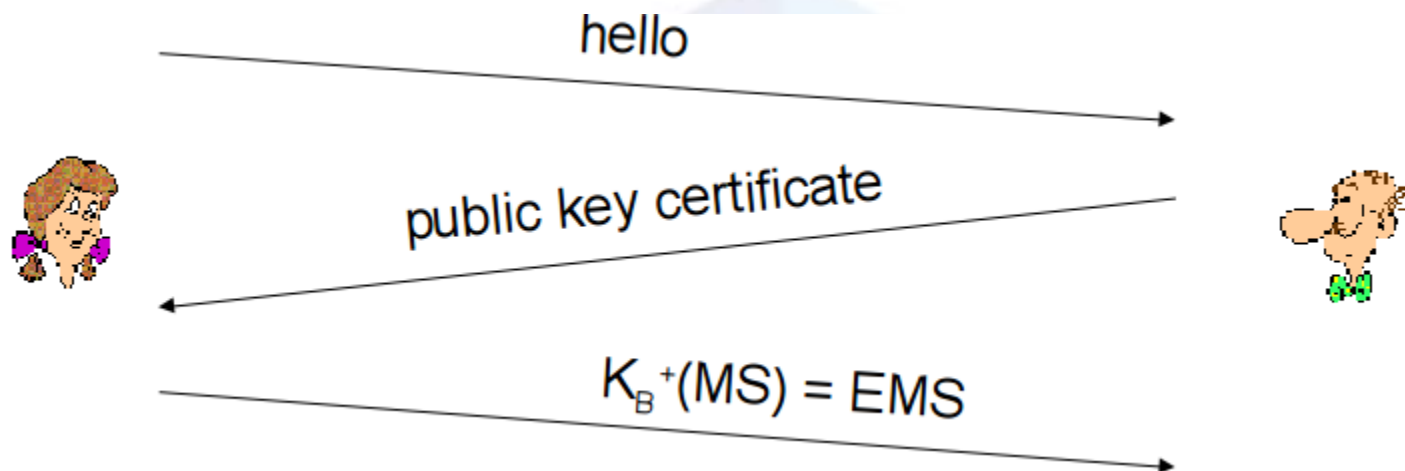 hello
public key certificate
K_B^+(MS) = EMS